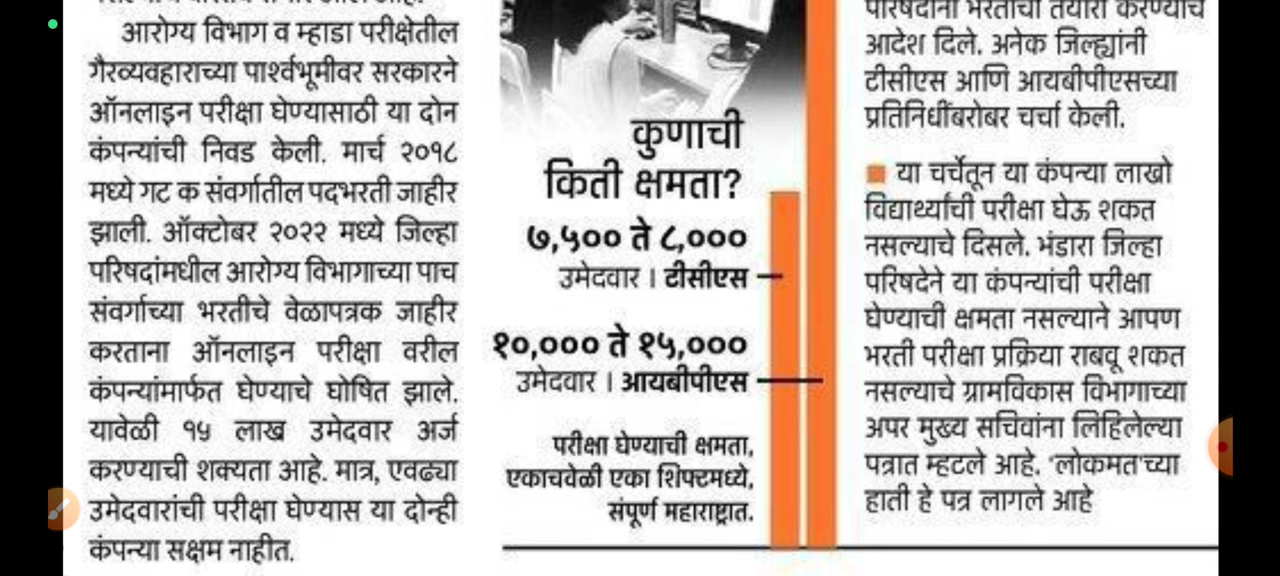 आरोग्य विभाग व म्हाडा परीक्षेतील
गैरव्यवहाराच्या पार्श्वभूमीवर सरकारने
ऑनलाइन परीक्षा घेण्यासाठी या दोन
कंपन्यांची निवड केली. मार्च २०१८
मध्ये गट क संवर्गातील पदभरती जाहीर
झाली. ऑक्टोबर २०२२ मध्ये जिल्हा
परिषदांमधील आरोग्य विभागाच्या पाच
संवर्गाच्या भरतीचे वेळापत्रक जाहीर
करताना ऑनलाइन परीक्षा वरील
कंपन्यांमार्फत घेण्याचे घोषित झाले.
यावेळी १५ लाख उमेदवार अर्ज
करण्याची शक्यता आहे. मात्र, एवढ्या
उमेदवारांची परीक्षा घेण्यास या दोन्ही
कंपन्या सक्षम नाहीत.
कुणाची
किती क्षमता?
७,५०० ते ८,०००
उमेदवार । टीसीएस
१०,००० ते १५,०००
उमेदवार । आयबीपीएस
परीक्षा घेण्याची क्षमता,
एकाचवेळी एका शिफ्टमध्ये,
संपूर्ण महाराष्ट्रात.
परिषदांना भरतीची तयारी करण्याचे
आदेश दिले. अनेक जिल्ह्यांनी
टीसीएस आणि आयबीपीएसच्या
प्रतिनिधींबरोबर चर्चा केली.
या चर्चेतून या कंपन्या लाखो
विद्यार्थ्यांची परीक्षा घेऊ शकत
नसल्याचे दिसले. भंडारा जिल्हा
परिषदेने या कंपन्यांची परीक्षा
घेण्याची क्षमता नसल्याने आपण
भरती परीक्षा प्रक्रिया राबवू शकत
नसल्याचे ग्रामविकास विभागाच्या
अपर मुख्य सचिवांना लिहिलेल्या
पत्रात म्हटले आहे. 'लोकमत'च्या
हाती हे पत्र लागले आहे